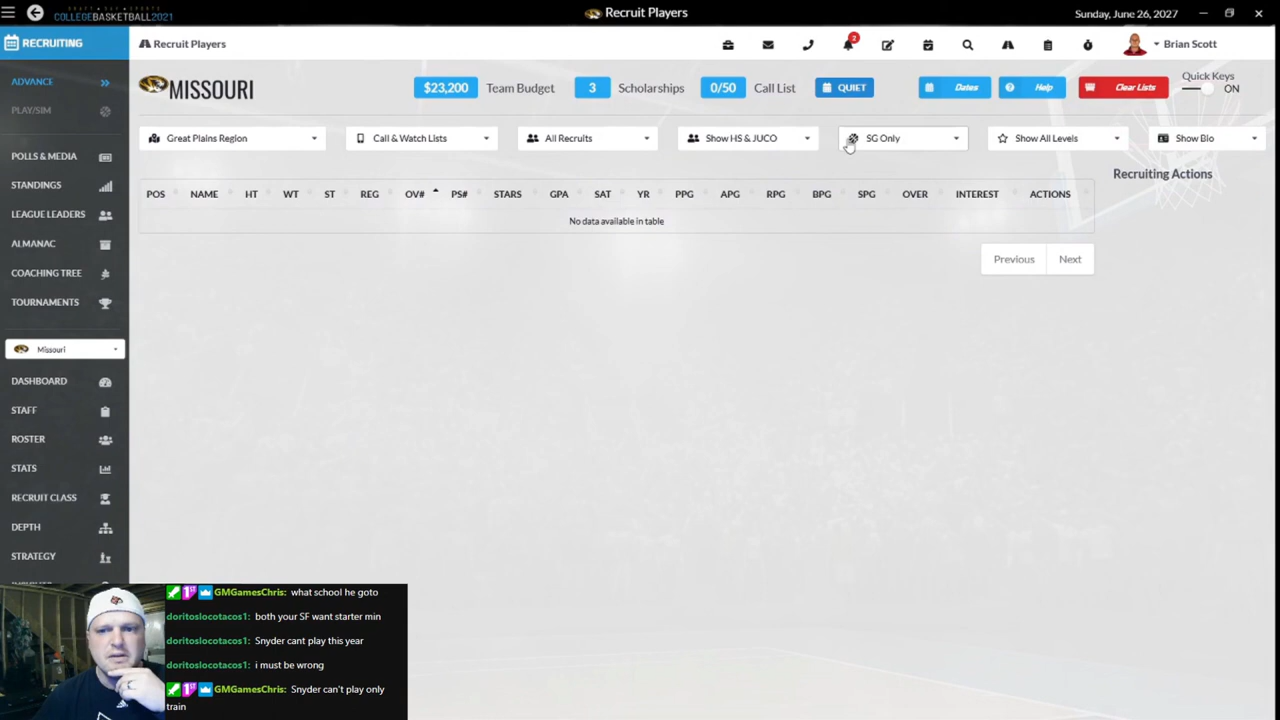 DRAFT DAY SPORTS
COLLEGEBASKETBALL2021
Recruit Players
Sunday, June 26, 2027
RECRUITING
Recruit Players
2
Brian Scott
ADVANCE
PLAY/SIM
POLLS & MEDIA
STANDINGS
LEAGUE LEADERS
ALMANAC
COACHING TREE
TOURNAMENTS
Missouri
DASHBOARD
STAFF
ROSTER
STATS
RECRUIT CLASS
DEPTH
STRATEGY
MISSOURI
$23,200 Team Budget 3 Scholarships 0/50 Call List QUIET Dates Help Clear Lists Quick Keys
ON
Great Plains Region Call & Watch Lists All Recruits Show HS & JUCO SG Only Show All Levels Show Bio
Recruiting Actions
POS NAME HT WT ST REG OV# PS# STARS GPA SAT YR PPG APG RPG BPG SPG OVER INTEREST ACTIONS
No data available in table
Previous Next
GMGamesChris: what school he goto
doritoslocotacos1: both your SF want starter min
doritoslocotacos1: Snyder cant play this year
doritoslocotacos1: i must be wrong
GMGamesChris: Snyder can't play only
train